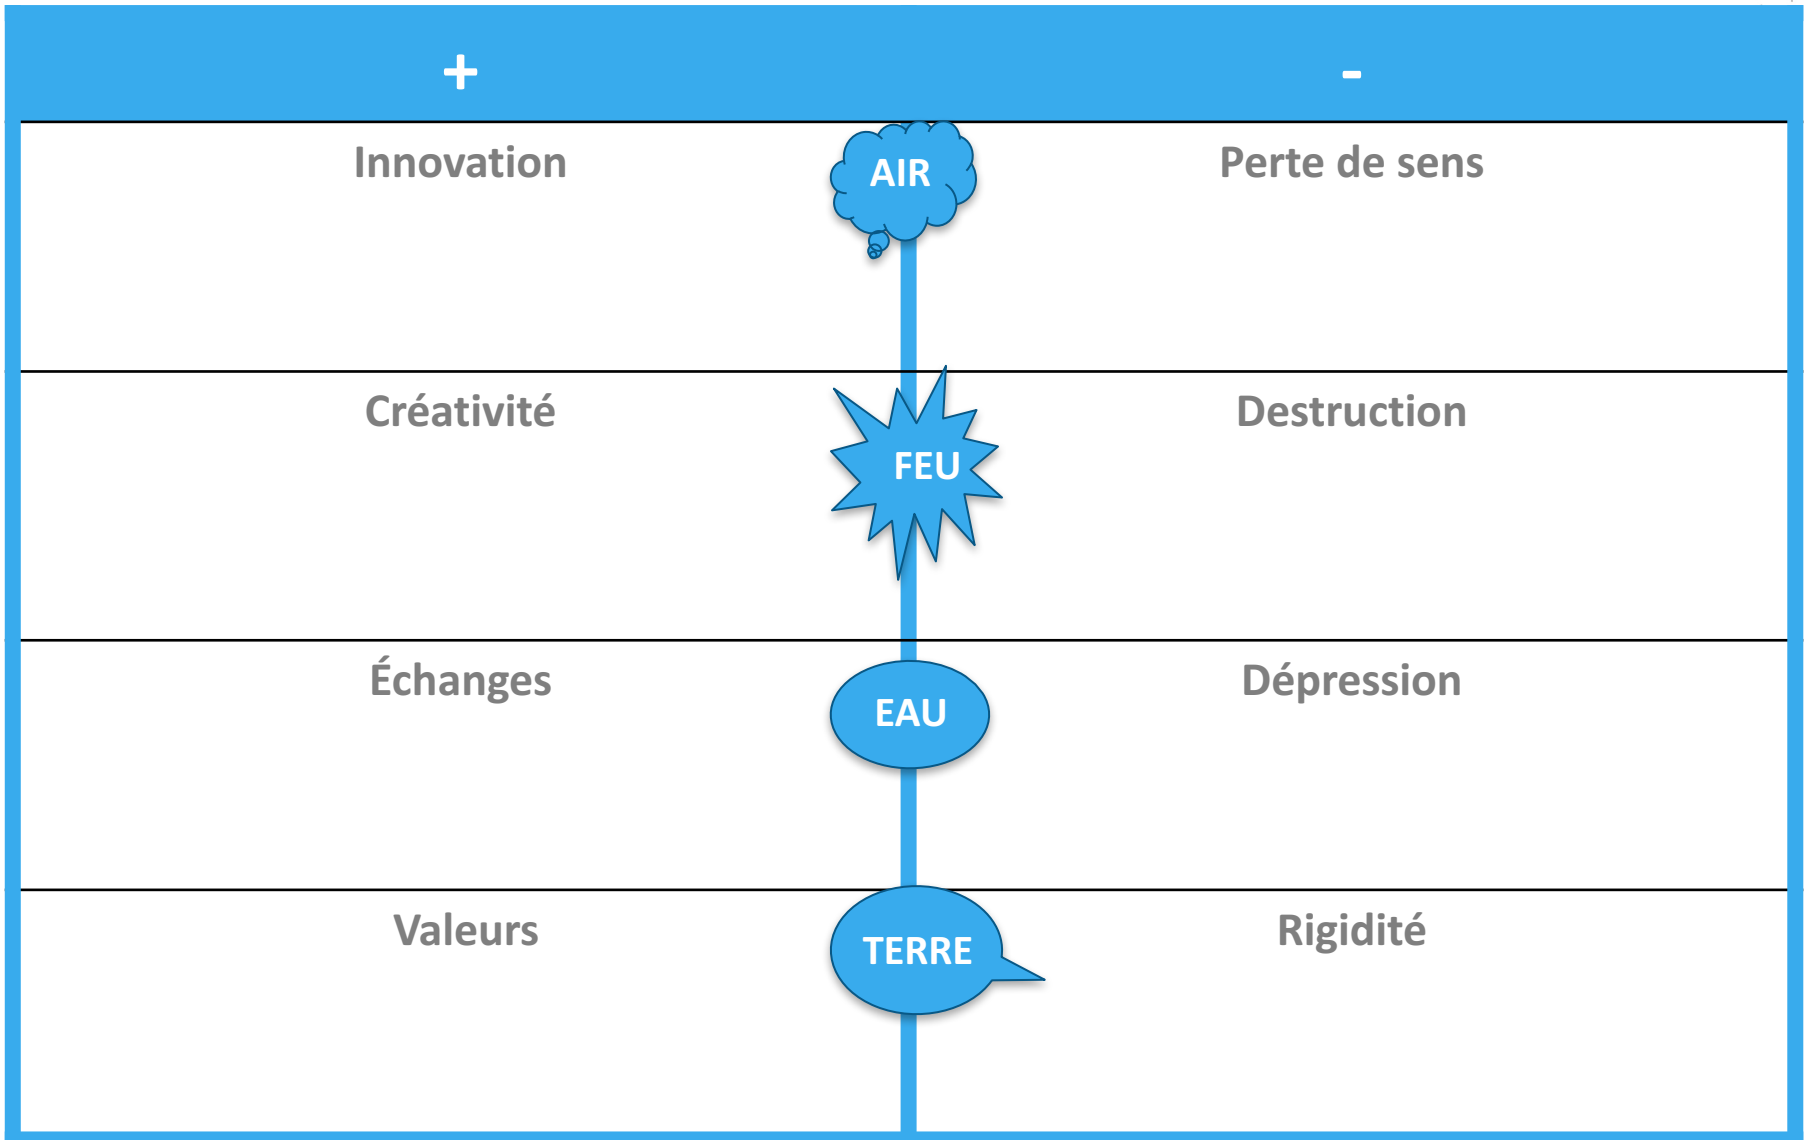 + -
Innovation AIR Perte de sens
Créativité Destruction
FEU
Échanges Dépression
EAU
Valeurs Rigidité
TERRE